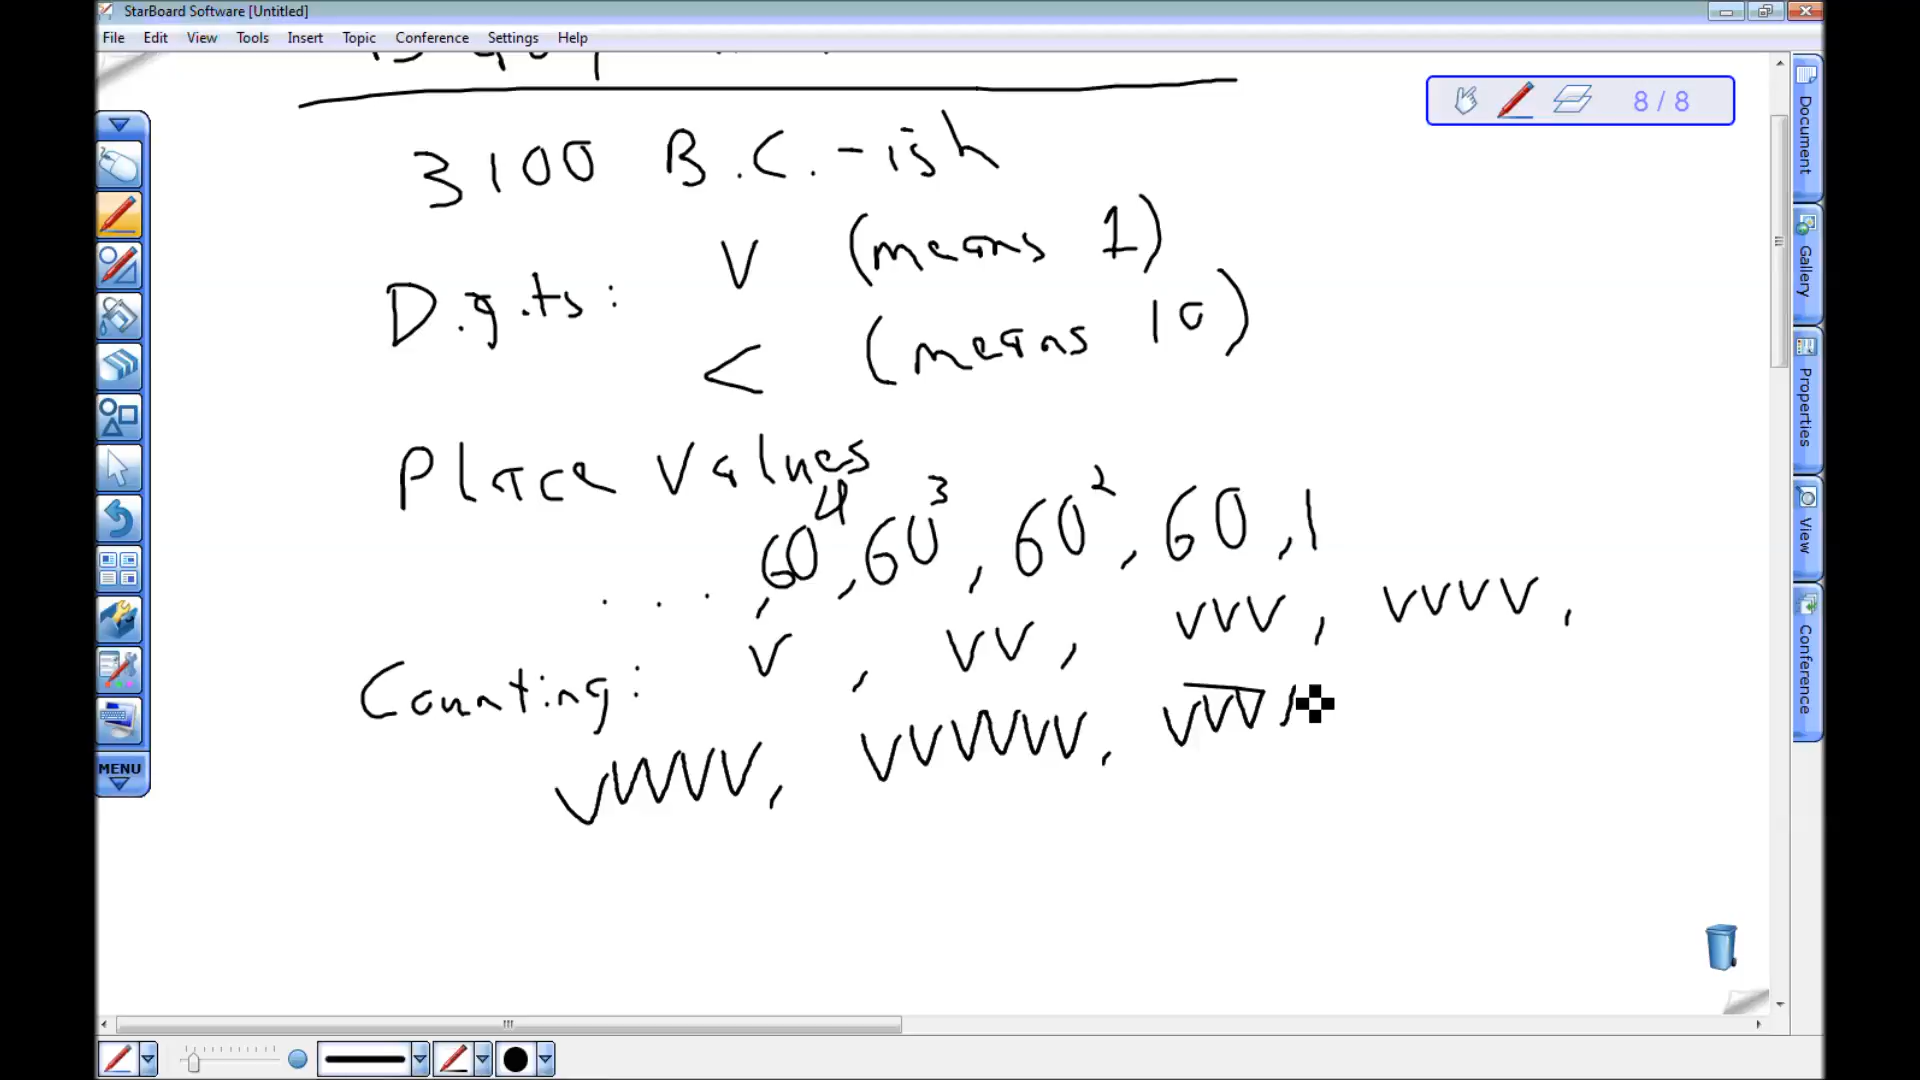 StarBoard Software [Untitled]
File Edit View Tools Insert Topic Conference Settings Help
8 / 8
3100 B.C.-ish
Digits: V (means 1)
< (means 10)
Place Values
. . . , 60⁴, 60³, 60², 60, 1
Counting: V , VV, VVV, VVVV,
VVVVV, VVVVVV, VVV
MENU
Document
Gallery
Properties
View
Conference